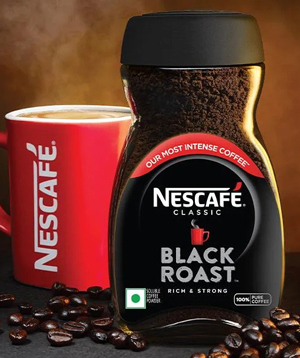 NESCAFÉ
OUR MOST INTENSE COFFEE
NESCAFÉ
CLASSIC
BLACK
ROAST
RICH & STRONG
SOLUBLE
COFFEE
POWDER
100% PURE
COFFEE